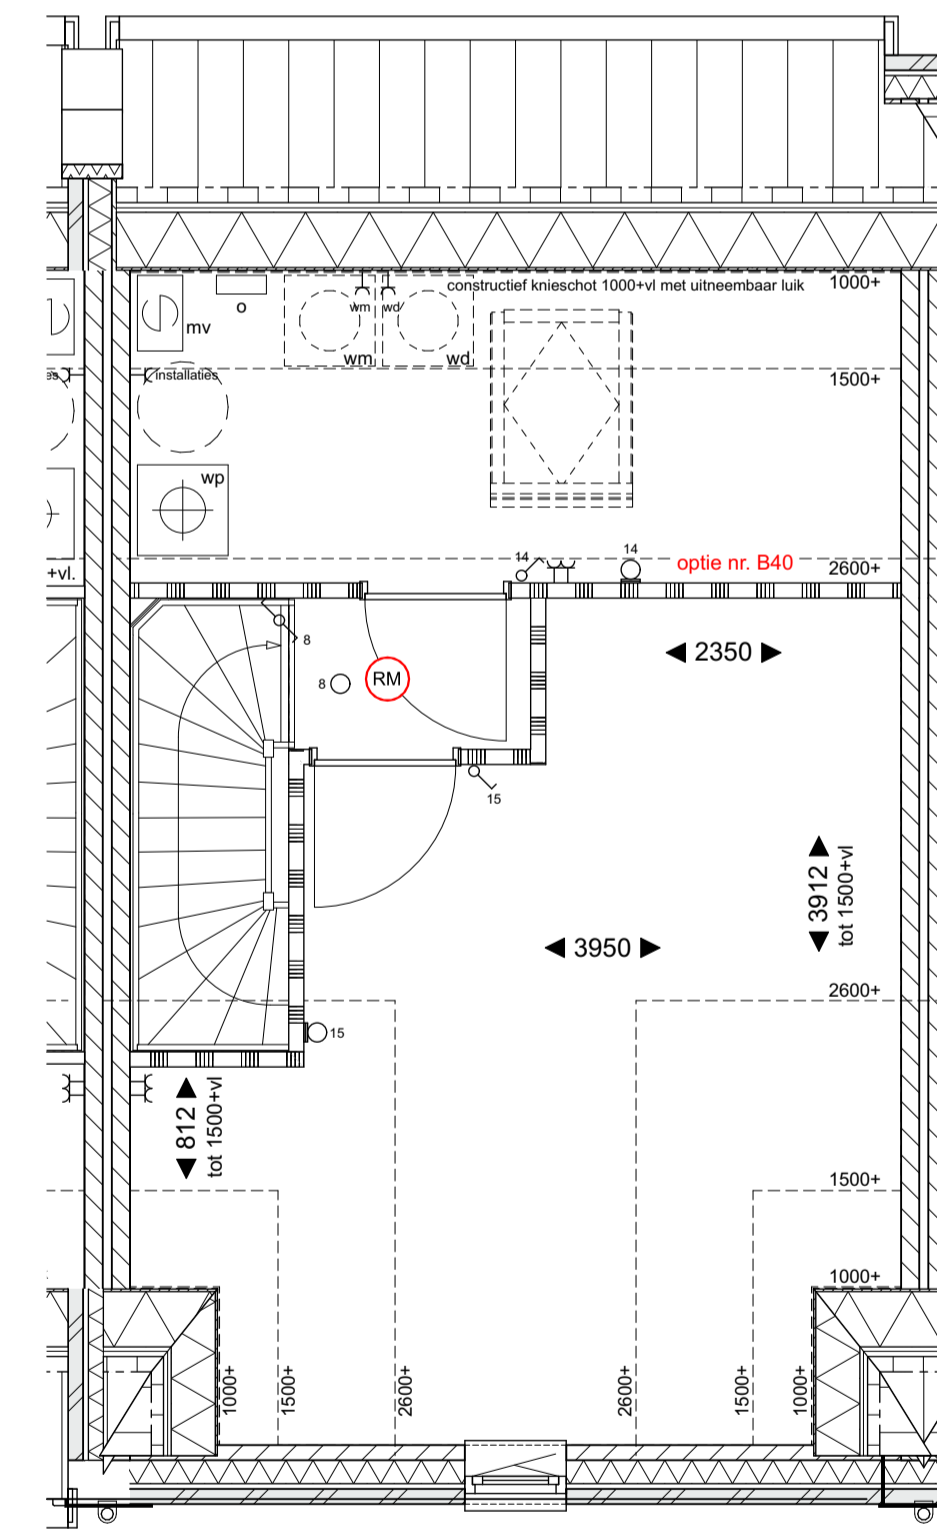 constructief knieschot 1000+vl met uitneembaar luik
1000+
o
mv
wm
wd
wm
wd
es
installaties
1500+
wp
+vl.
14
14
optie nr. B40
2600+
8
8
RM
2350
15
3912
tot 1500+vl
3950
2600+
15
812
tot 1500+vl
1500+
1000+
1000+
1500+
2600+
2600+
1500+
1000+